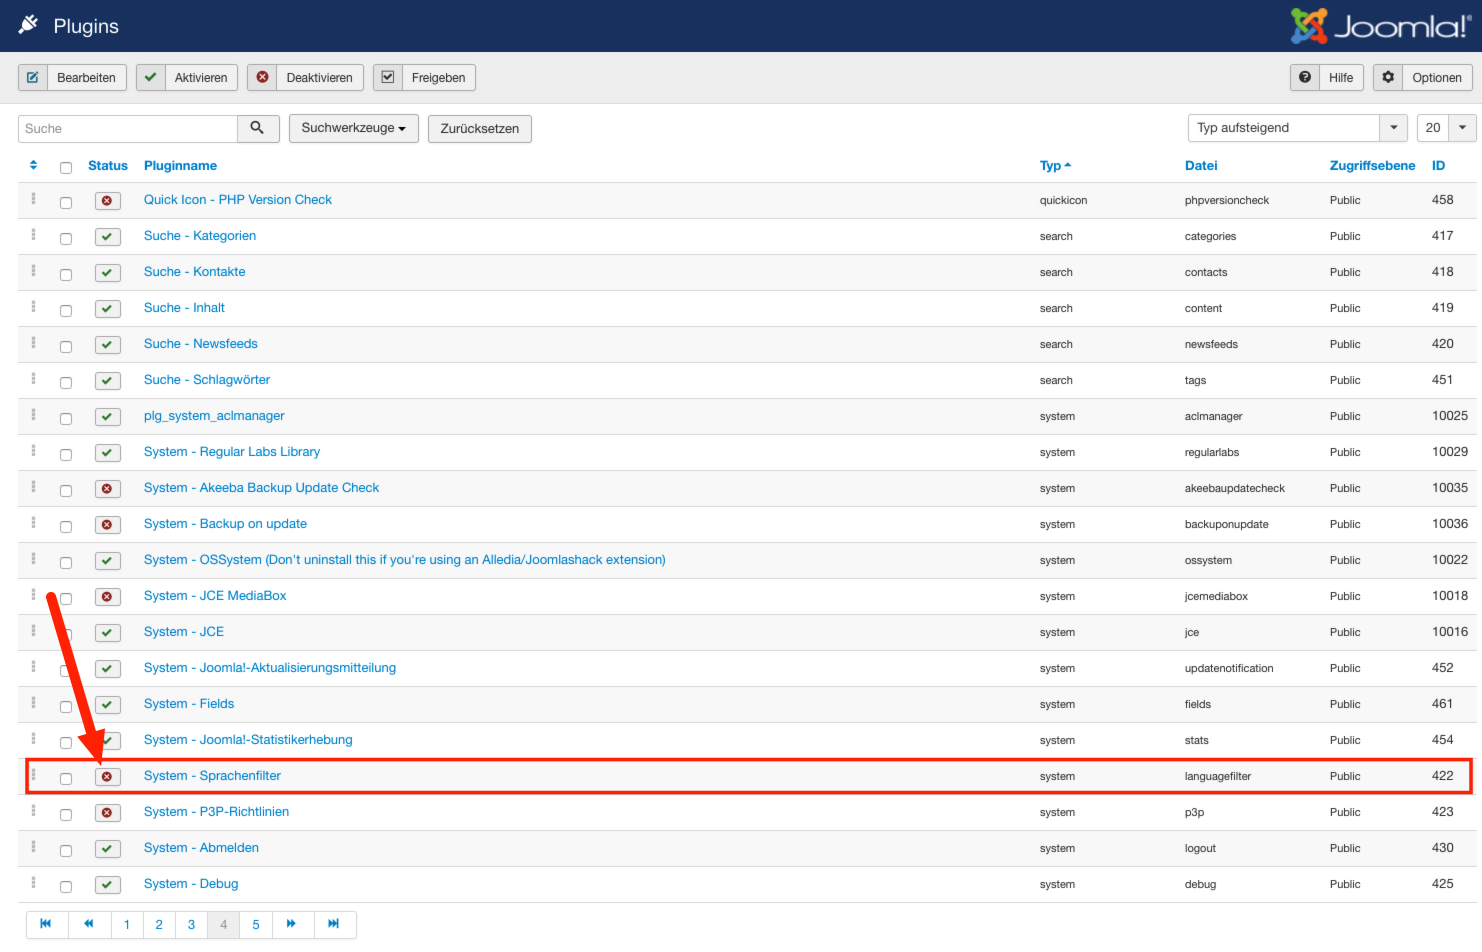 Plugins
Joomla!®
Bearbeiten Aktivieren Deaktivieren Freigeben Hilfe Optionen
Suche Suchwerkzeuge Zurücksetzen Typ aufsteigend 20
Status Pluginname Typ Datei Zugriffsebene ID
Quick Icon - PHP Version Check quickicon phpversioncheck Public 458
Suche - Kategorien search categories Public 417
Suche - Kontakte search contacts Public 418
Suche - Inhalt search content Public 419
Suche - Newsfeeds search newsfeeds Public 420
Suche - Schlagwörter search tags Public 451
plg_system_aclmanager system aclmanager Public 10025
System - Regular Labs Library system regularlabs Public 10029
System - Akeeba Backup Update Check system akeebaupdatecheck Public 10035
System - Backup on update system backuponupdate Public 10036
System - OSSystem (Don't uninstall this if you're using an Alledia/Joomlashack extension) system ossystem Public 10022
System - JCE MediaBox system jcemediabox Public 10018
System - JCE system jce Public 10016
System - Joomla!-Aktualisierungsmitteilung system updatenotification Public 452
System - Fields system fields Public 461
System - Joomla!-Statistikerhebung system stats Public 454
System - Sprachenfilter system languagefilter Public 422
System - P3P-Richtlinien system p3p Public 423
System - Abmelden system logout Public 430
System - Debug system debug Public 425
1 2 3 4 5